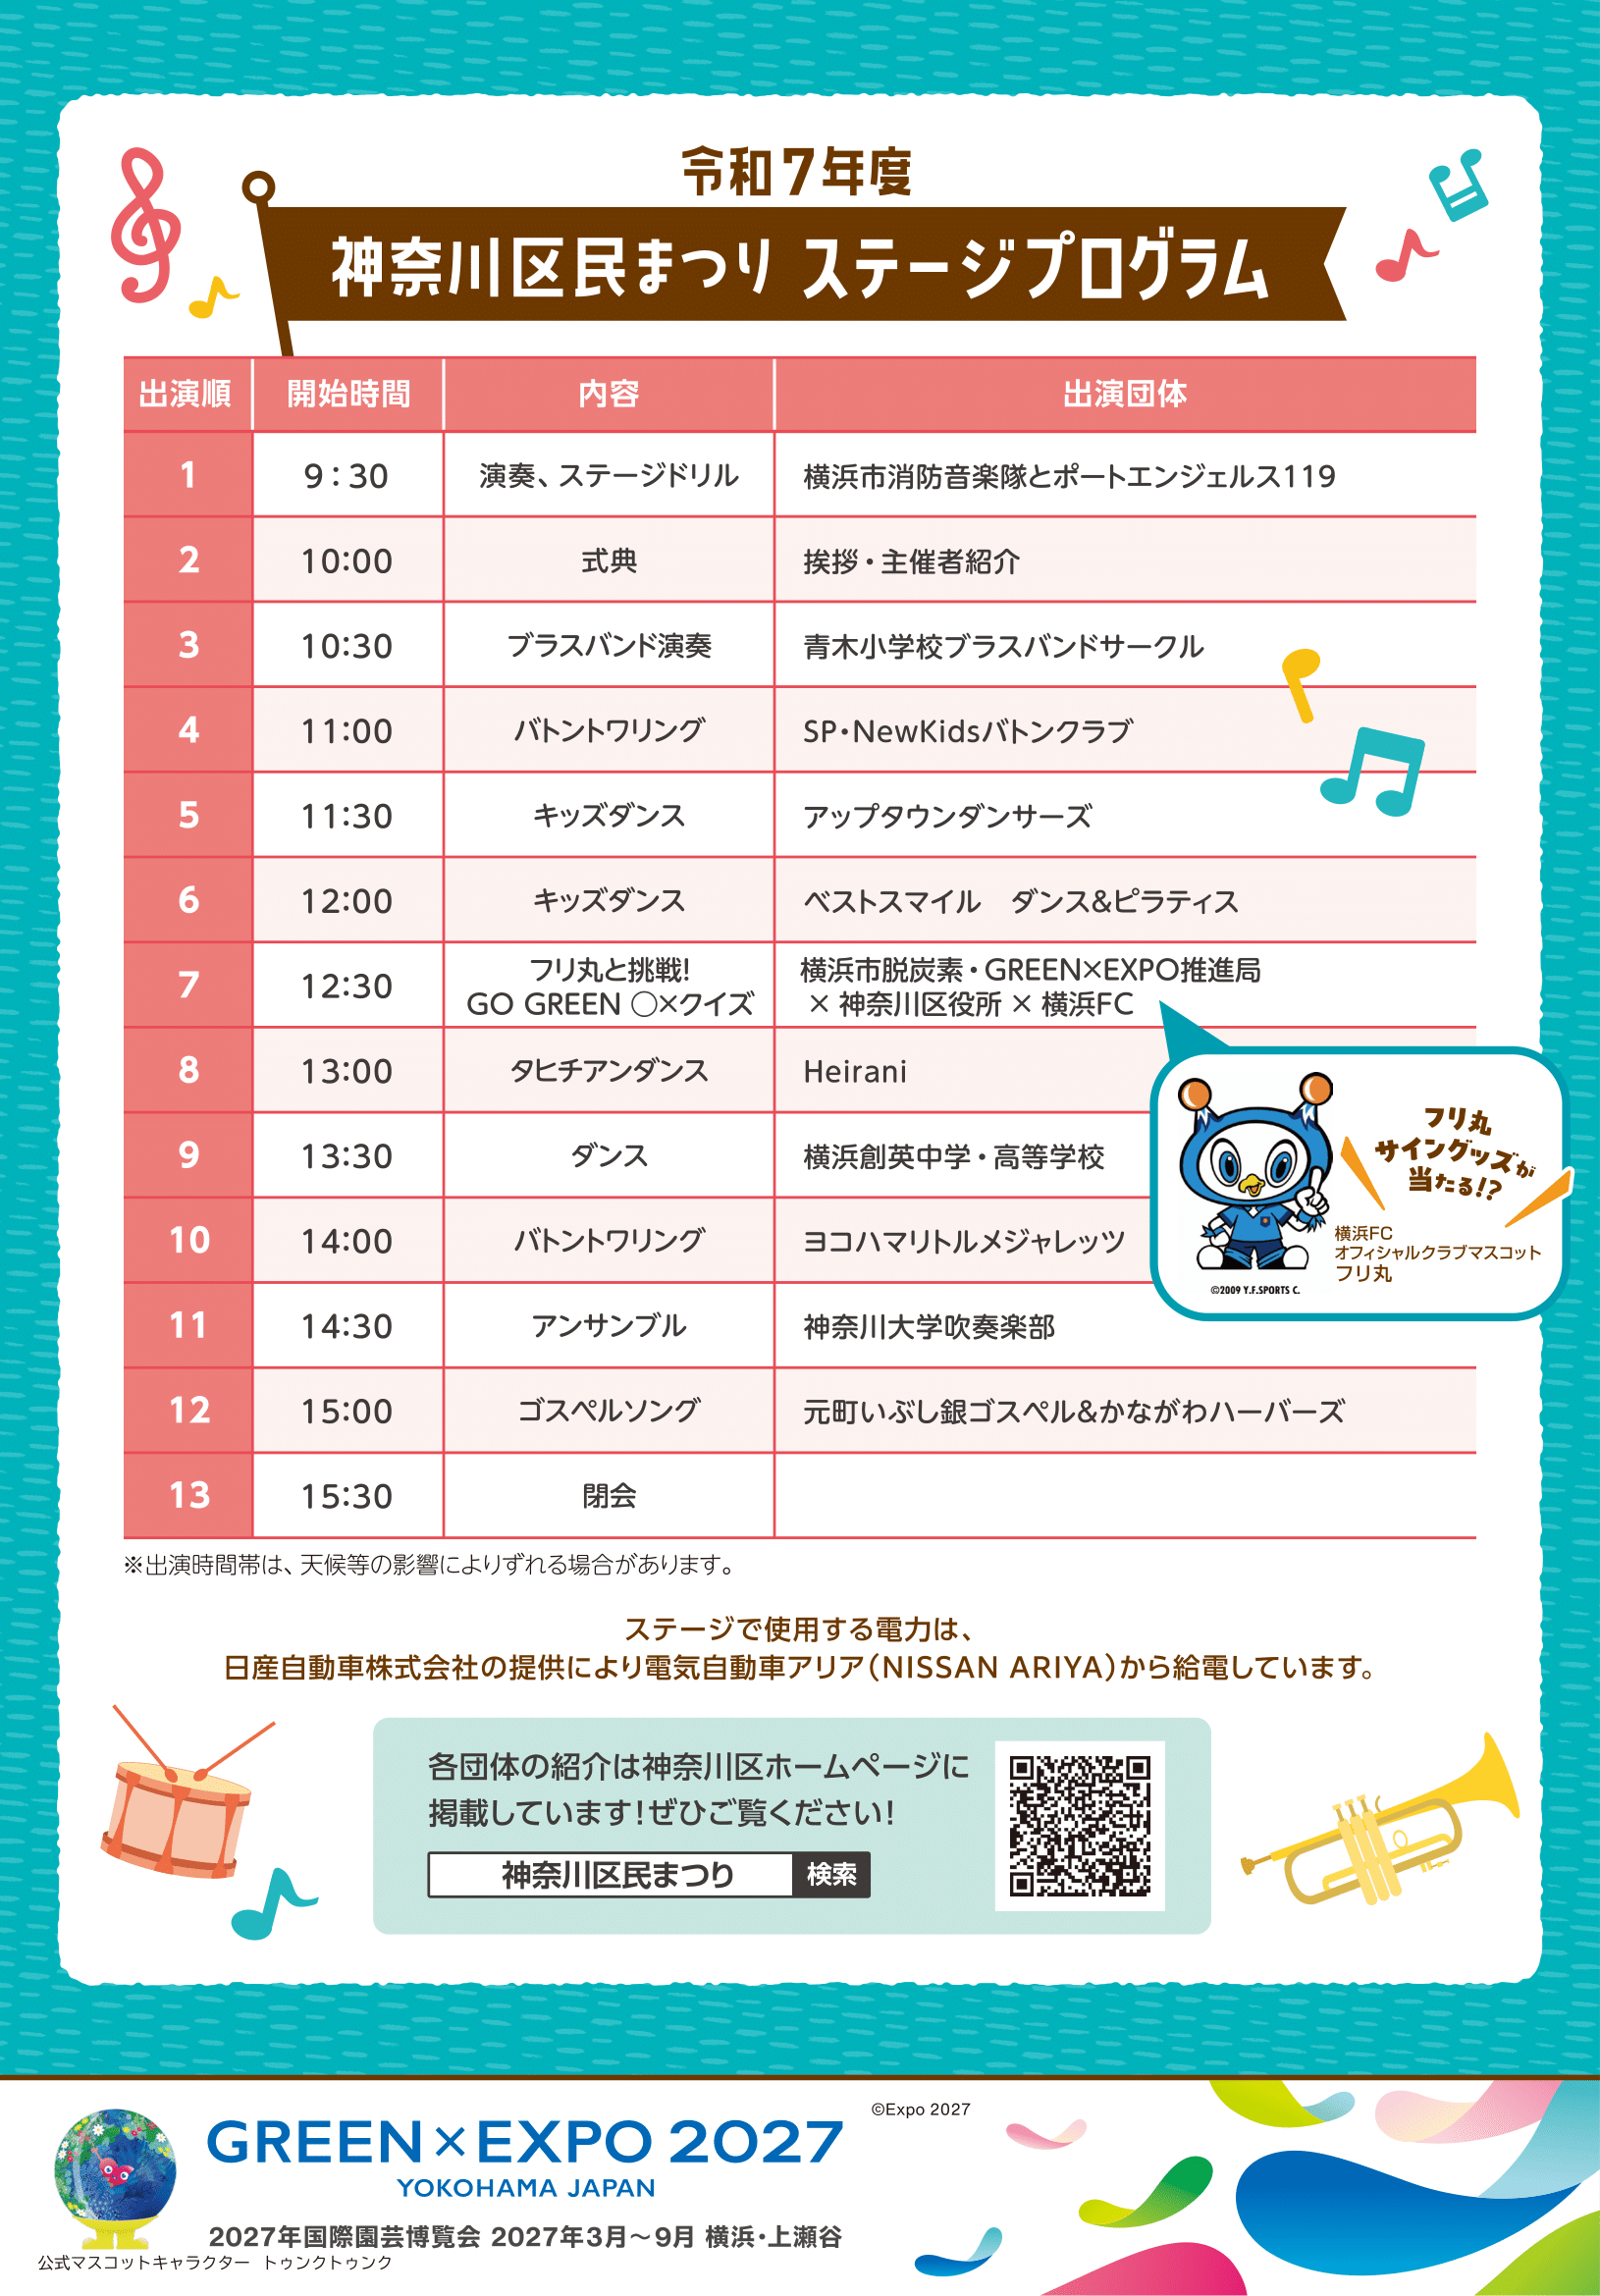 令和7年度
神奈川区民まつり ステージプログラム
出演順 開始時間 内容 出演団体
1 9：30 演奏、ステージドリル 横浜市消防音楽隊とポートエンジェルス119
2 10:00 式典 挨拶・主催者紹介
3 10:30 ブラスバンド演奏 青木小学校ブラスバンドサークル
4 11:00 バトントワリング SP・NewKidsバトンクラブ
5 11:30 キッズダンス アップタウンダンサーズ
6 12:00 キッズダンス ベストスマイル　ダンス&ピラティス
7 12:30 フリ丸と挑戦! 横浜市脱炭素・GREEN×EXPO推進局
GO GREEN ○×クイズ × 神奈川区役所 × 横浜FC
8 13:00 タヒチアンダンス Heirani
9 13:30 ダンス 横浜創英中学・高等学校
10 14:00 バトントワリング ヨコハマリトルメジャレッツ
11 14:30 アンサンブル 神奈川大学吹奏楽部
12 15:00 ゴスペルソング 元町いぶし銀ゴスペル&かながわハーバーズ
13 15:30 閉会
フリ丸
サイングッズが
当たる!?
横浜FC
オフィシャルクラブマスコット
フリ丸
©2009 Y.F.SPORTS C.
※出演時間帯は、天候等の影響によりずれる場合があります。
ステージで使用する電力は、
日産自動車株式会社の提供により電気自動車アリア（NISSAN ARIYA）から給電しています。
各団体の紹介は神奈川区ホームページに
掲載しています！ぜひご覧ください！
神奈川区民まつり 検索
©Expo 2027
GREEN×EXPO 2027
YOKOHAMA JAPAN
2027年国際園芸博覧会 2027年3月～9月 横浜・上瀬谷
公式マスコットキャラクター トゥンクトゥンク